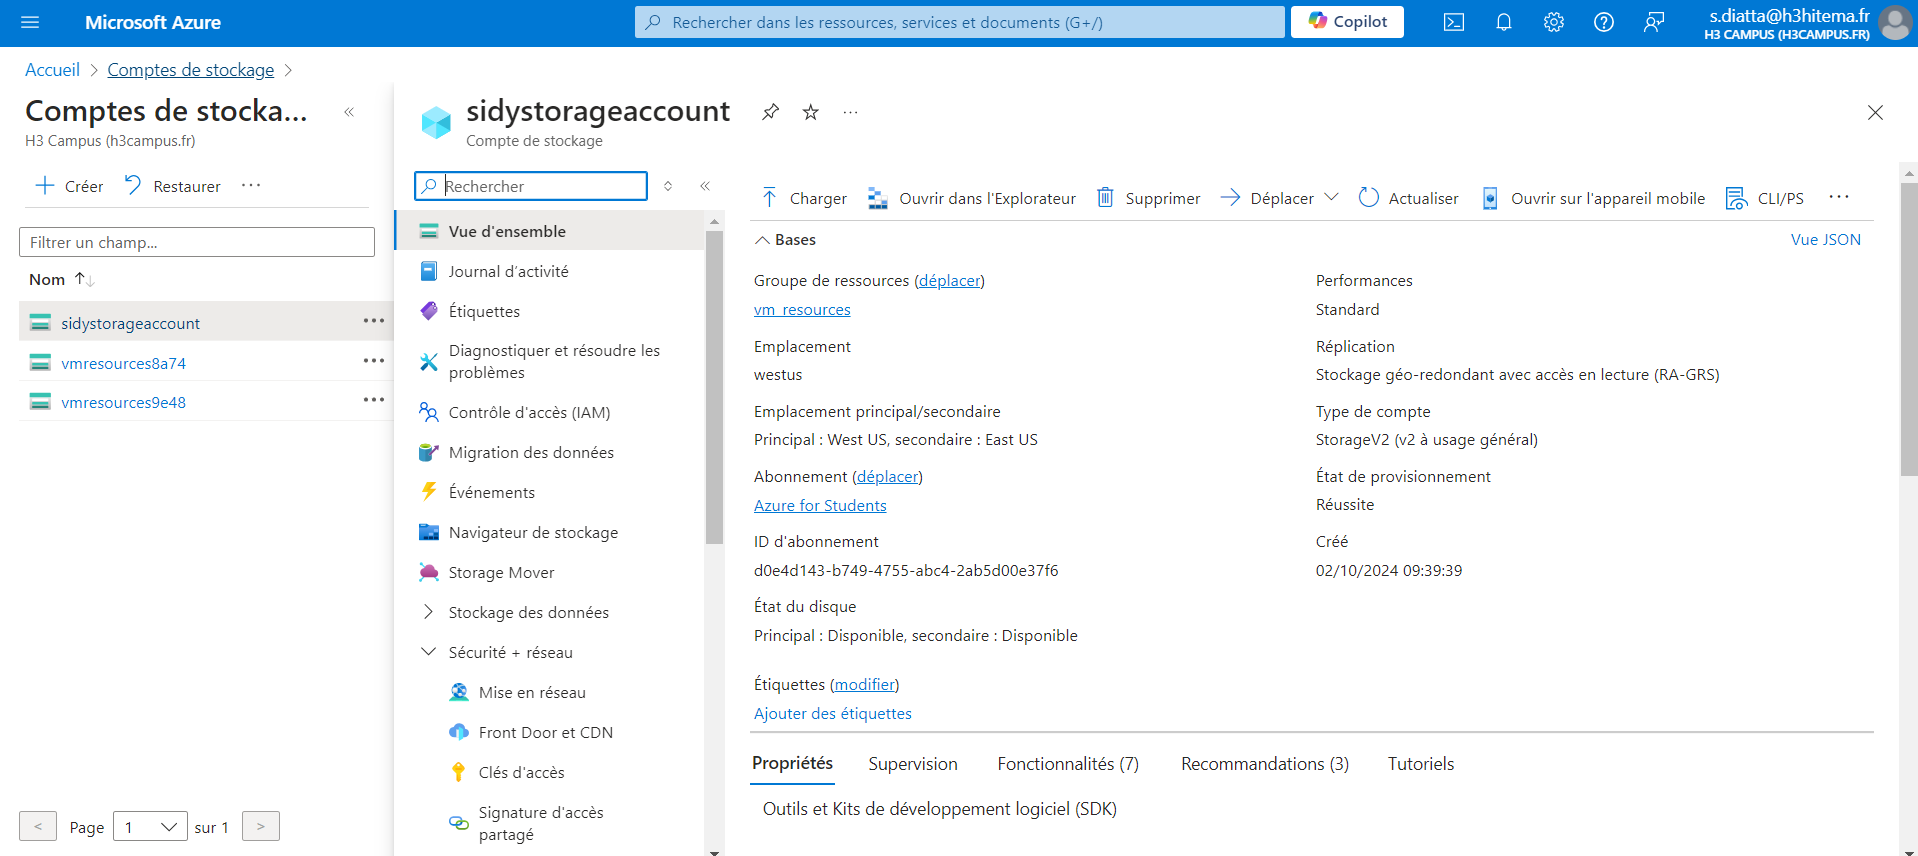 Microsoft Azure
Rechercher dans les ressources, services et documents (G+/)
Copilot
s.diatta@h3hitema.fr
H3 CAMPUS (H3CAMPUS.FR)
Accueil > Comptes de stockage >
Comptes de stocka...
H3 Campus (h3campus.fr)
Créer
Restaurer
Filtrer un champ...
Nom
sidystorageaccount
vmresources8a74
vmresources9e48
< Page 1 sur 1 >
sidystorageaccount
Compte de stockage
Rechercher
Vue d'ensemble
Journal d’activité
Étiquettes
Diagnostiquer et résoudre les
problèmes
Contrôle d'accès (IAM)
Migration des données
Événements
Navigateur de stockage
Storage Mover
Stockage des données
Sécurité + réseau
Mise en réseau
Front Door et CDN
Clés d'accès
Signature d'accès
partagé
Charger
Ouvrir dans l'Explorateur
Supprimer
Déplacer
Actualiser
Ouvrir sur l'appareil mobile
CLI/PS
Bases
Vue JSON
Groupe de ressources (déplacer)
vm_resources
Emplacement
westus
Emplacement principal/secondaire
Principal : West US, secondaire : East US
Abonnement (déplacer)
Azure for Students
ID d'abonnement
d0e4d143-b749-4755-abc4-2ab5d00e37f6
État du disque
Principal : Disponible, secondaire : Disponible
Performances
Standard
Réplication
Stockage géo-redondant avec accès en lecture (RA-GRS)
Type de compte
StorageV2 (v2 à usage général)
État de provisionnement
Réussite
Créé
02/10/2024 09:39:39
Étiquettes (modifier)
Ajouter des étiquettes
Propriétés
Supervision
Fonctionnalités (7)
Recommandations (3)
Tutoriels
Outils et Kits de développement logiciel (SDK)